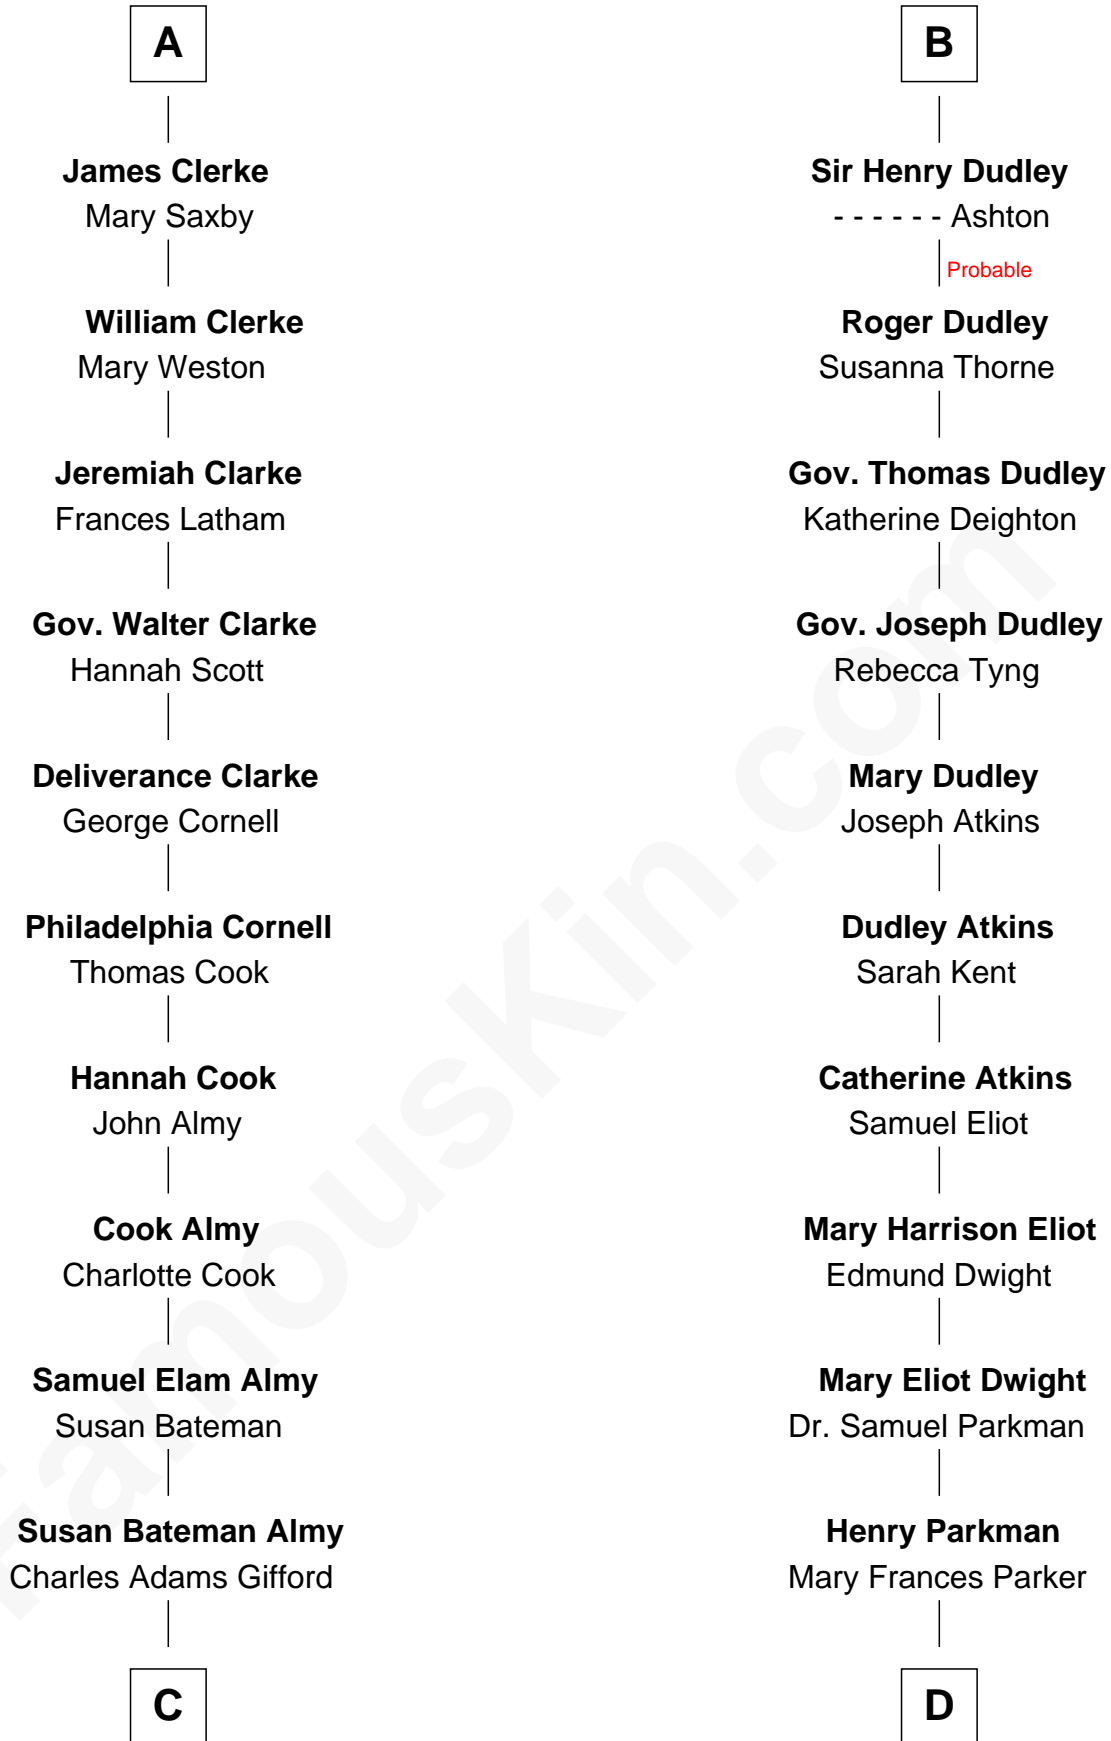 A
James Clerke
Mary Saxby
William Clerke
Mary Weston
Jeremiah Clarke
Frances Latham
Gov. Walter Clarke
Hannah Scott
Deliverance Clarke
George Cornell
Philadelphia Cornell
Thomas Cook
Hannah Cook
John Almy
Cook Almy
Charlotte Cook
Samuel Elam Almy
Susan Bateman
Susan Bateman Almy
Charles Adams Gifford
C
B
Sir Henry Dudley
- - - - - - Ashton
Probable
Roger Dudley
Susanna Thorne
Gov. Thomas Dudley
Katherine Deighton
Gov. Joseph Dudley
Rebecca Tyng
Mary Dudley
Joseph Atkins
Dudley Atkins
Sarah Kent
Catherine Atkins
Samuel Eliot
Mary Harrison Eliot
Edmund Dwight
Mary Eliot Dwight
Dr. Samuel Parkman
Henry Parkman
Mary Frances Parker
D
FamousKin.com